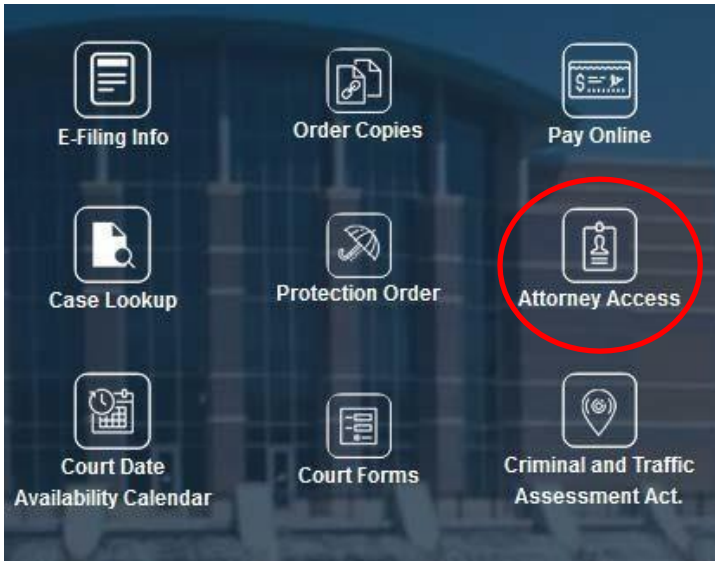 E-Filing Info
Order Copies
Pay Online
Case Lookup
Protection Order
Attorney Access
Court Date
Availability Calendar
Court Forms
Criminal and Traffic
Assessment Act.